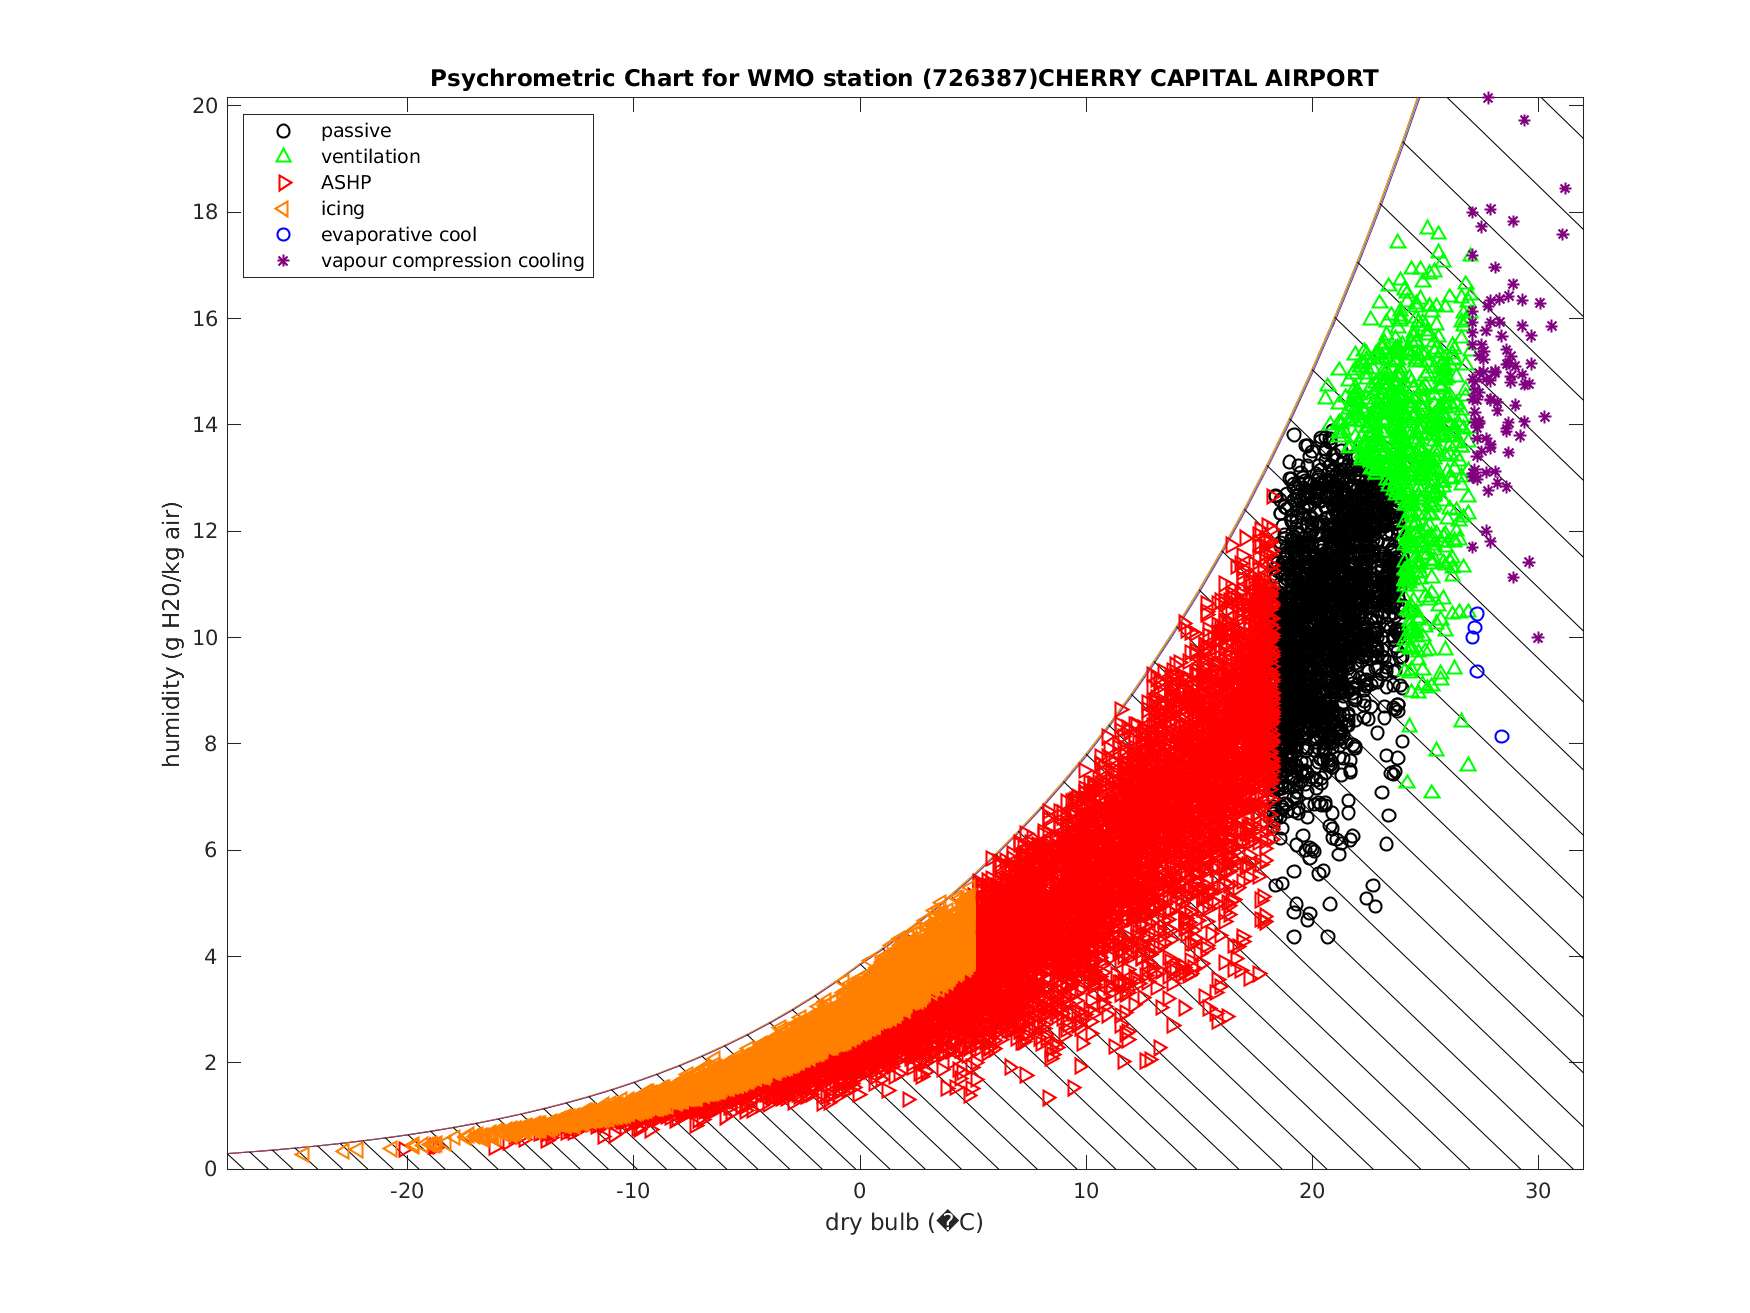 Psychrometric Chart for WMO station (726387)CHERRY CAPITAL AIRPORT
passive
ventilation
ASHP
icing
evaporative cool
vapour compression cooling
humidity (g H20/kg air)
20
18
16
14
12
10
8
6
4
2
0
-20
-10
0
10
20
30
dry bulb (�C)